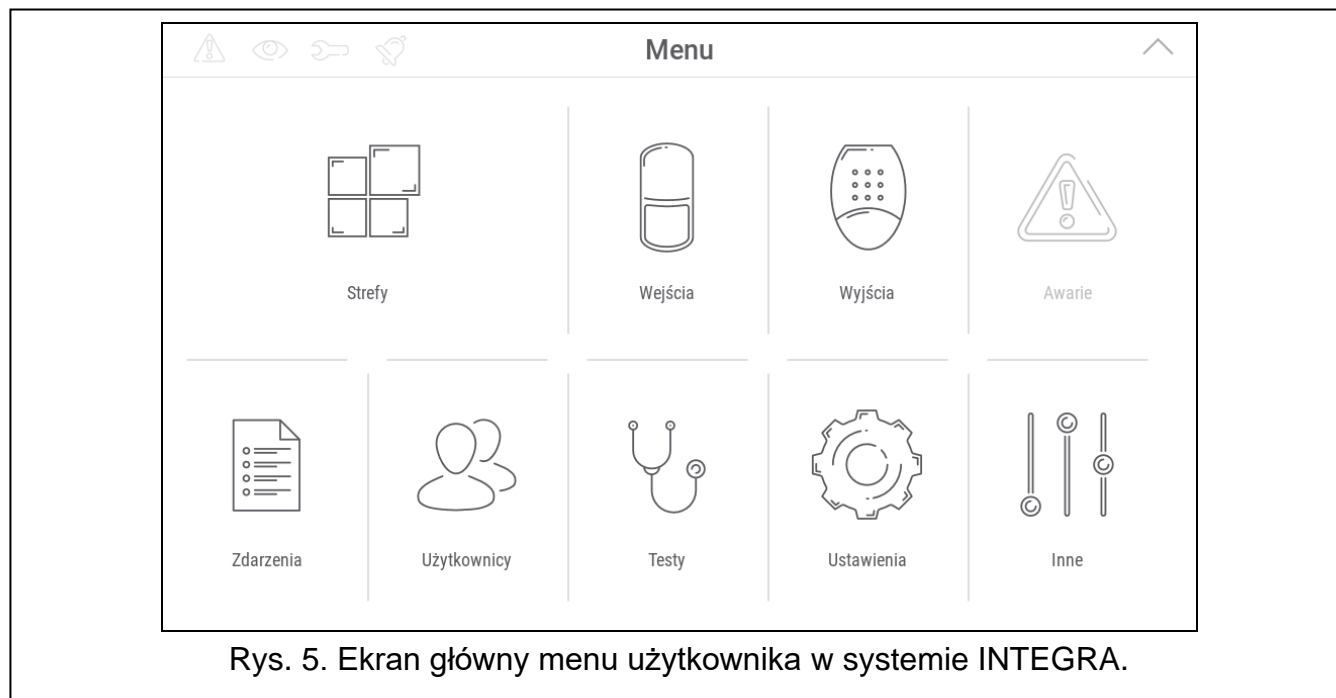 Menu
Strefy
Wejścia
Wyjścia
Awarie
Zdarzenia
Użytkownicy
Testy
Ustawienia
Inne
Rys. 5. Ekran główny menu użytkownika w systemie INTEGRA.